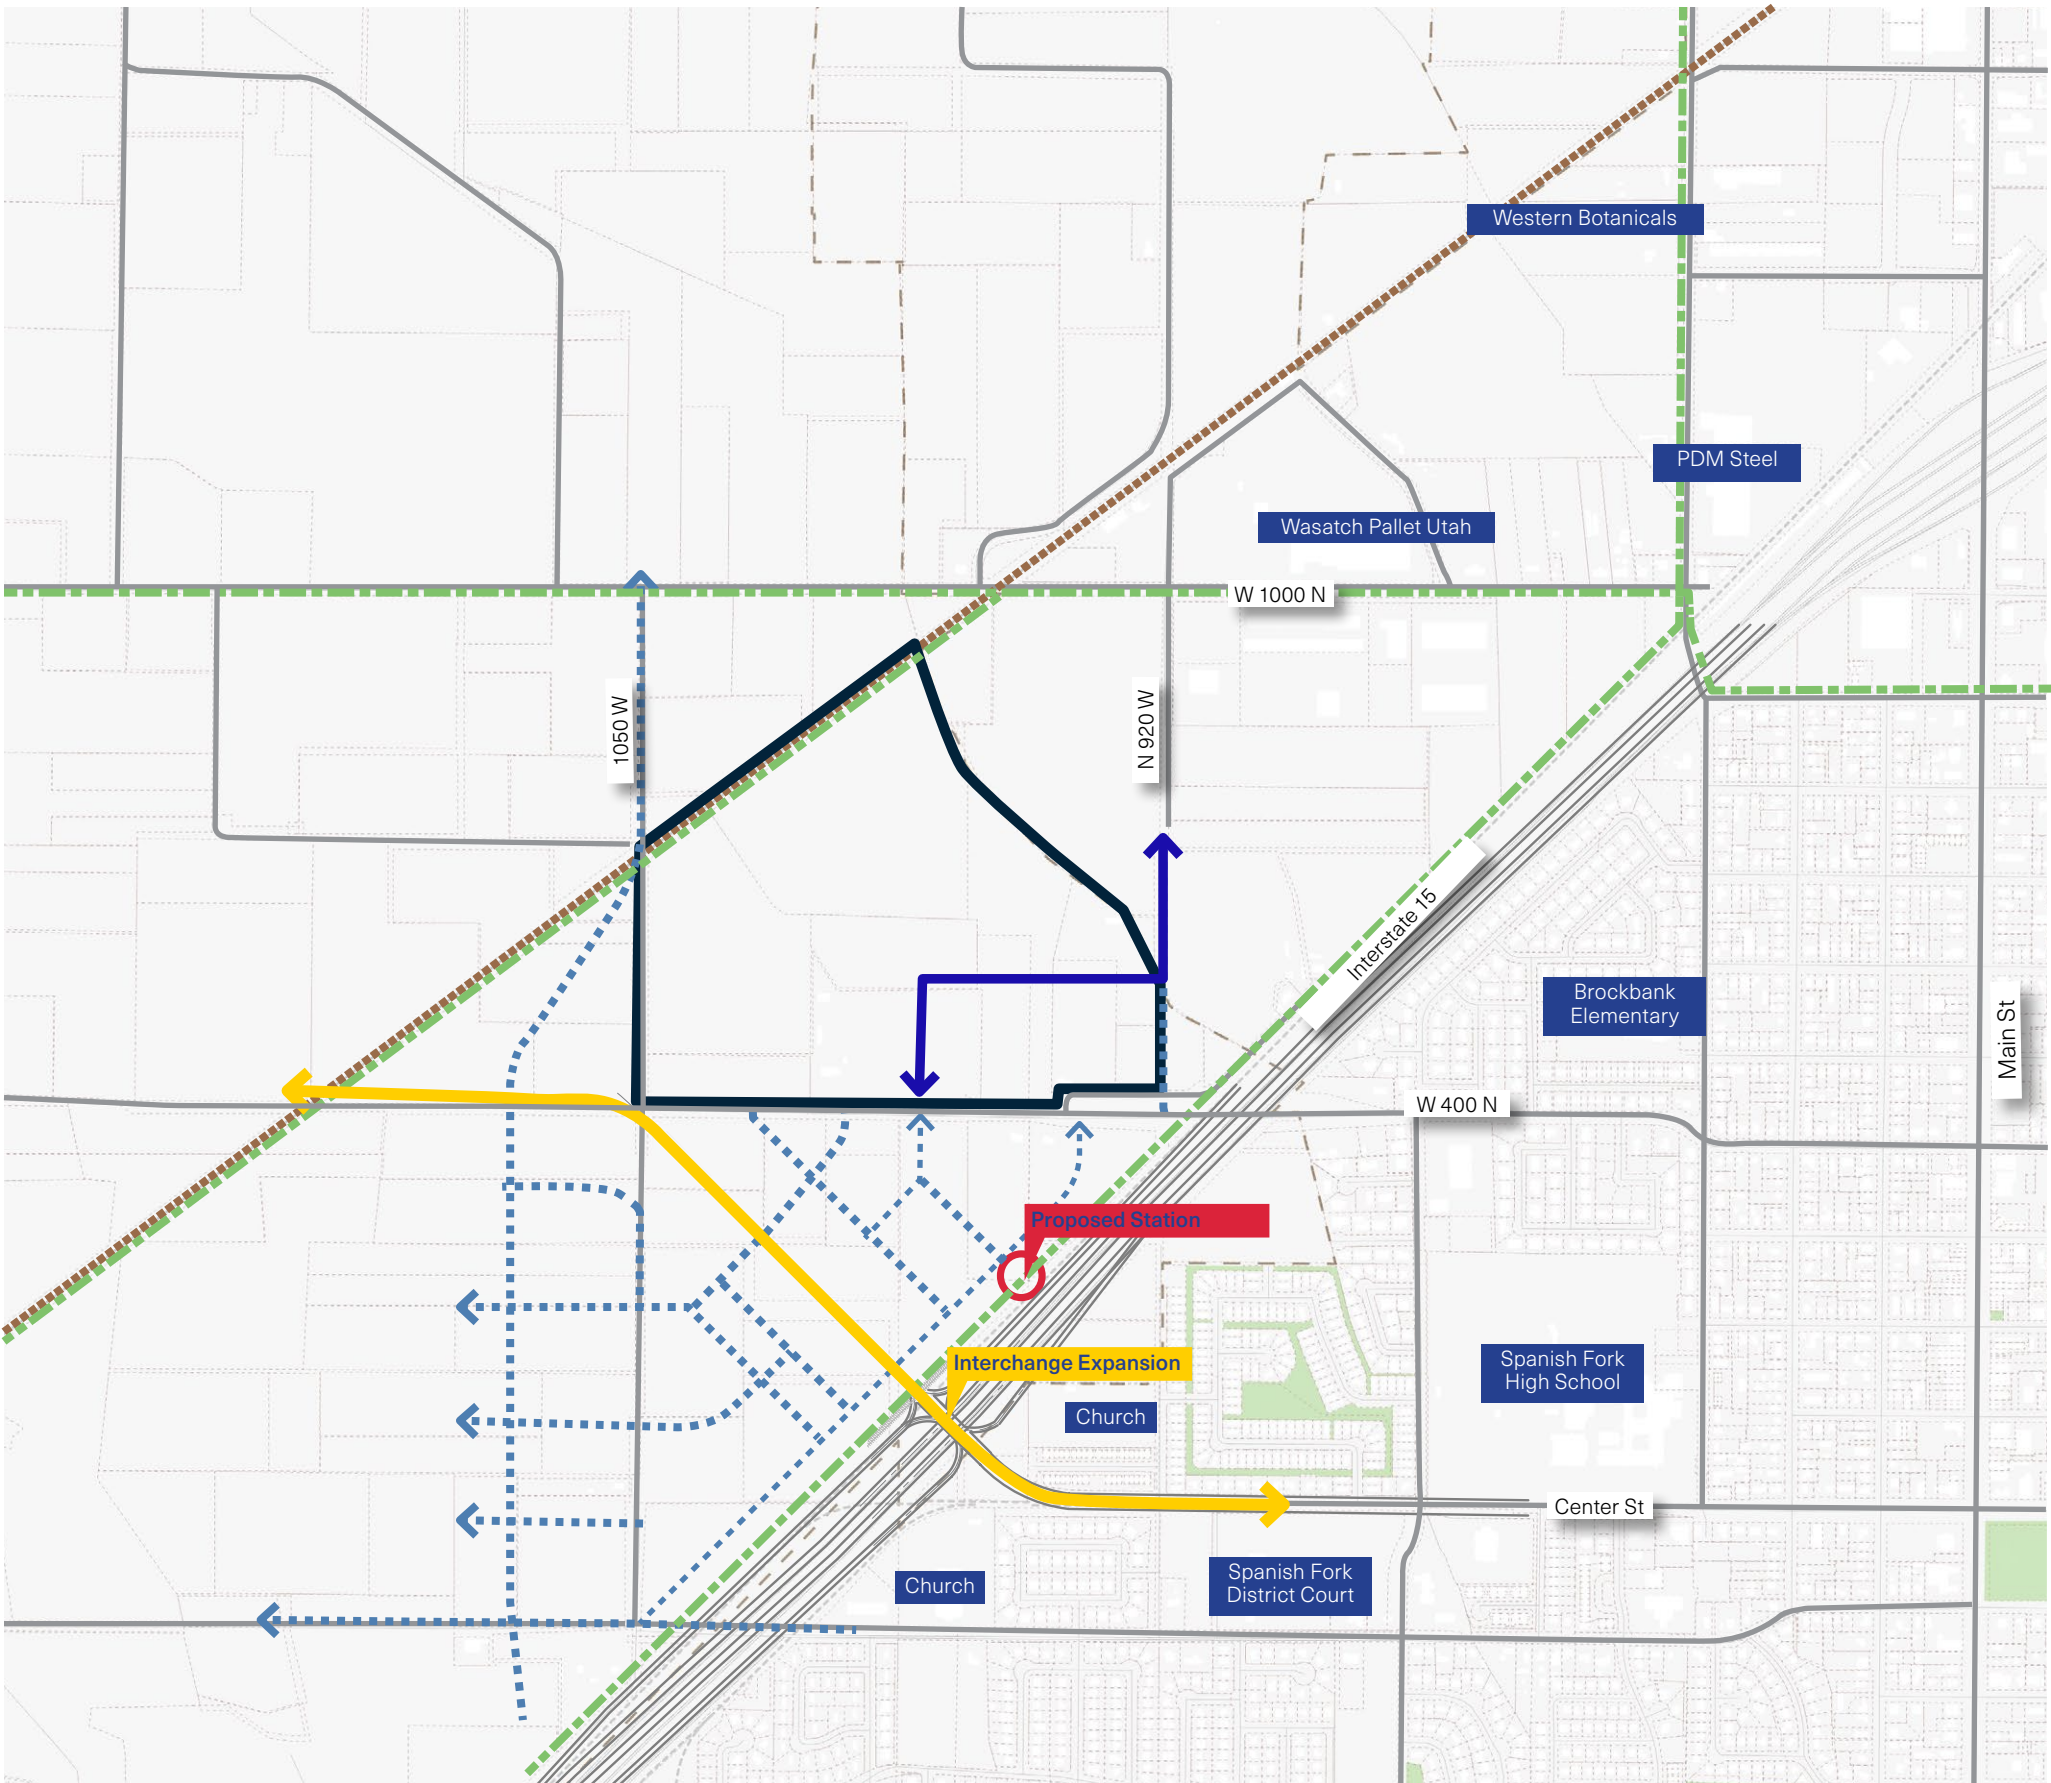 Western Botanicals
PDM Steel
Wasatch Pallet Utah
W 1000 N
1050 W
N 920 W
Interstate 15
Brockbank
Elementary
Main St
W 400 N
Proposed Station
Interchange Expansion
Spanish Fork
High School
Church
Center St
Church
Spanish Fork
District Court